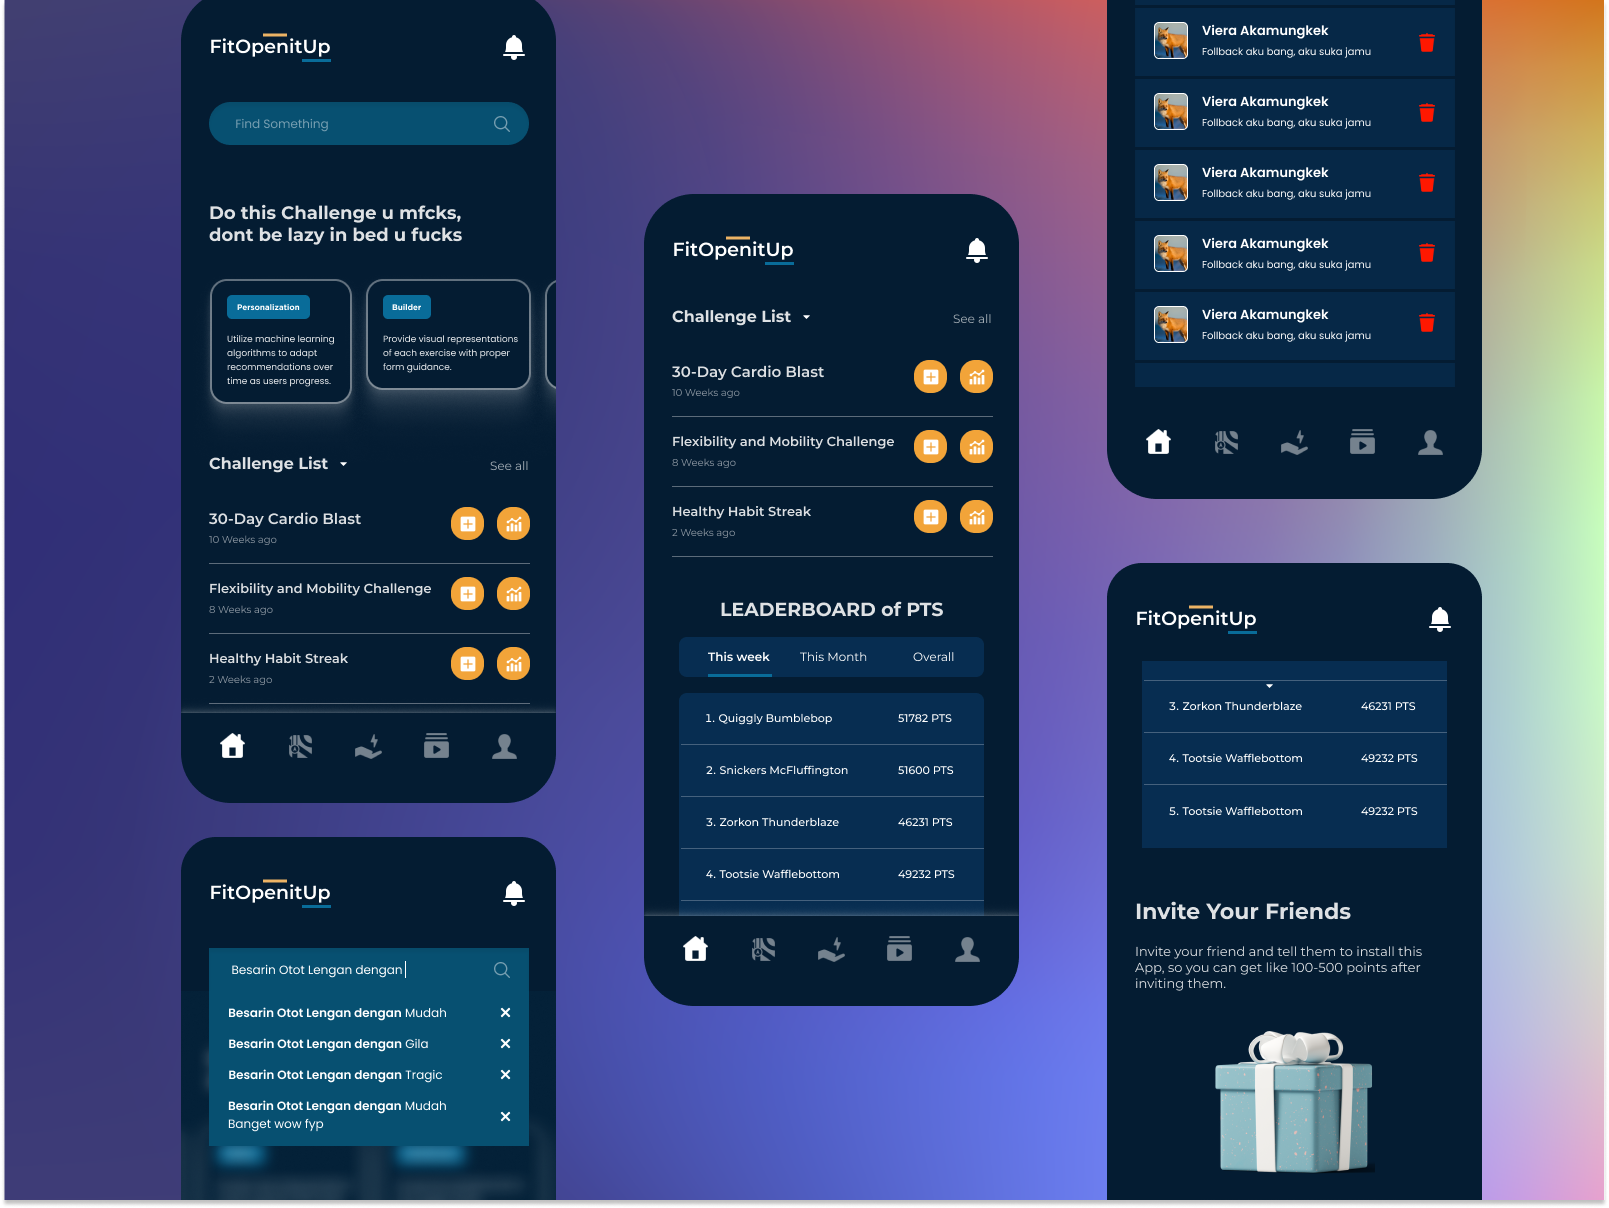 FitOpenitUp
Find Something
Do this Challenge u mfcks,
dont be lazy in bed u fucks
Personalization
Utilize machine learning
algorithms to adapt
recommendations over
time as users progress.
Builder
Provide visual representations
of each exercise with proper
form guidance.
Challenge List
See all
30-Day Cardio Blast
10 Weeks ago
Flexibility and Mobility Challenge
8 Weeks ago
Healthy Habit Streak
2 Weeks ago
FitOpenitUp
Besarin Otot Lengan dengan
Besarin Otot Lengan dengan Mudah
Besarin Otot Lengan dengan Gila
Besarin Otot Lengan dengan Tragic
Besarin Otot Lengan dengan Mudah
Banget wow fyp
FitOpenitUp
Challenge List
See all
30-Day Cardio Blast
10 Weeks ago
Flexibility and Mobility Challenge
8 Weeks ago
Healthy Habit Streak
2 Weeks ago
LEADERBOARD of PTS
This week This Month Overall
1. Quiggly Bumblebop 51782 PTS
2. Snickers McFluffington 51600 PTS
3. Zorkon Thunderblaze 46231 PTS
4. Tootsie Wafflebottom 49232 PTS
Viera Akamungkek
Follback aku bang, aku suka jamu
Viera Akamungkek
Follback aku bang, aku suka jamu
Viera Akamungkek
Follback aku bang, aku suka jamu
Viera Akamungkek
Follback aku bang, aku suka jamu
Viera Akamungkek
Follback aku bang, aku suka jamu
FitOpenitUp
3. Zorkon Thunderblaze 46231 PTS
4. Tootsie Wafflebottom 49232 PTS
5. Tootsie Wafflebottom 49232 PTS
Invite Your Friends
Invite your friend and tell them to install this
App, so you can get like 100-500 points after
inviting them.